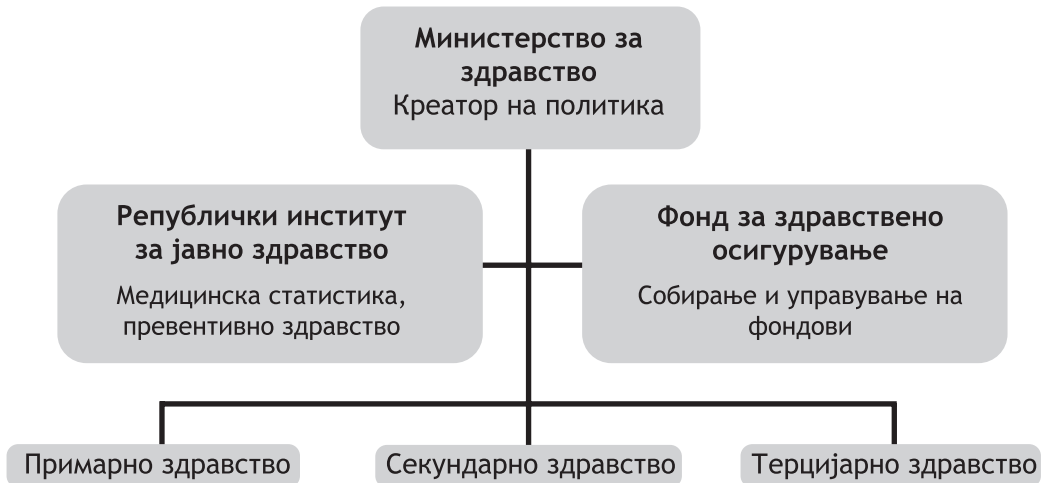 Министерство за
здравство
Креатор на политика
Републички институт
за јавно здравство
Медицинска статистика,
превентивно здравство
Фонд за здравствено
осигурување
Собирање и управување на
фондови
Примарно здравство
Секундарно здравство
Терцијарно здравство